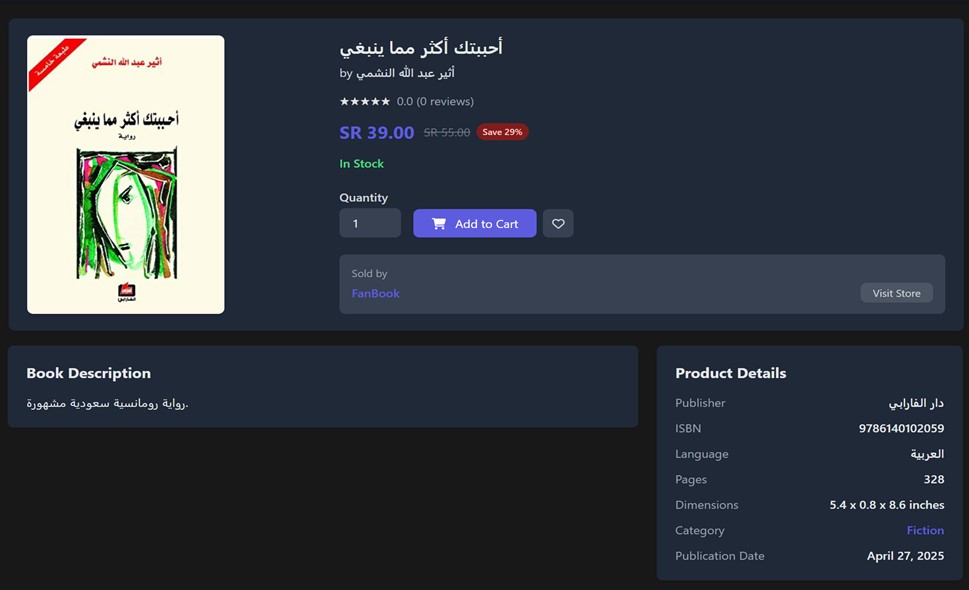 طبعة خامسة
أثير عبد الله النشمي
أحببتك أكثر مما ينبغي
رواية
الفارابي
أحببتك أكثر مما ينبغي
by أثير عبد الله النشمي
★★★★★ 0.0 (0 reviews)
SR 39.00 SR 55.00 Save 29%
In Stock
Quantity
1 Add to Cart
Sold by
FanBook Visit Store
Book Description
رواية رومانسية سعودية مشهورة.
Product Details
Publisher دار الفارابي
ISBN 9786140102059
Language العربية
Pages 328
Dimensions 5.4 x 0.8 x 8.6 inches
Category Fiction
Publication Date April 27, 2025